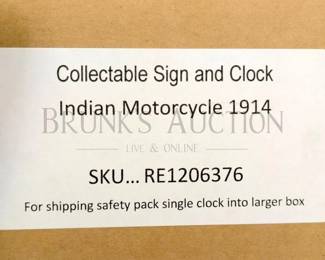 Collectable Sign and Clock
Indian Motorcycle 1914
BRUNK'S AUCTION
LIVE & ONLINE
SKU... RE1206376
For shipping safety pack single clock into larger box